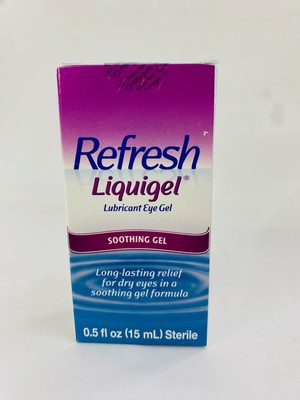 Refresh
Liquigel®
Lubricant Eye Gel
SOOTHING GEL
Long-lasting relief
for dry eyes in a
soothing gel formula
0.5 fl oz (15 mL) Sterile